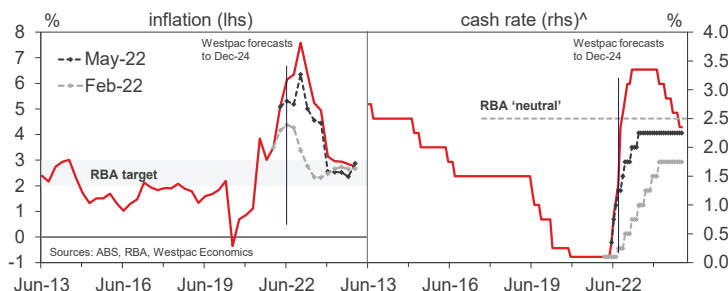 % inflation (lhs) cash rate (rhs)^ %
8
7
6
5
4
3
2
1
0
-1
Westpac forecasts
to Dec-24
May-22
Feb-22
RBA target
Sources: ABS, RBA, Westpac Economics
Westpac forecasts
to Dec-24
RBA ‘neutral’
4.0
3.5
3.0
2.5
2.0
1.5
1.0
0.5
0.0
Jun-13 Jun-16 Jun-19 Jun-22 Jun-13 Jun-16 Jun-19 Jun-22